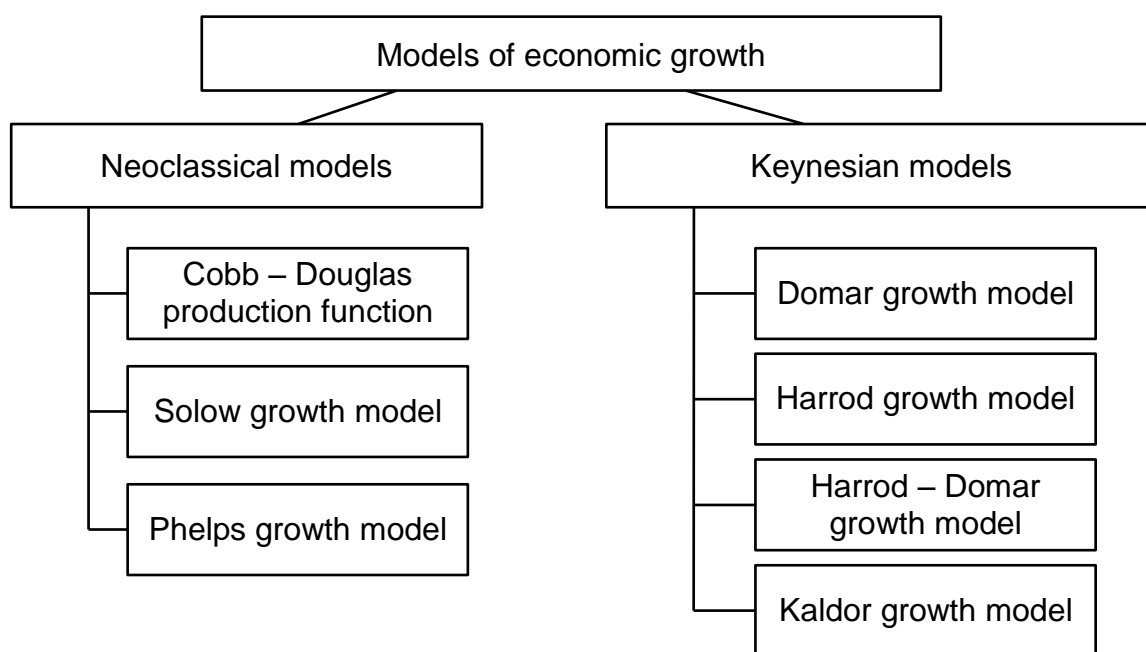 Models of economic growth
Neoclassical models
Cobb – Douglas
production function
Solow growth model
Phelps growth model
Keynesian models
Domar growth model
Harrod growth model
Harrod – Domar
growth model
Kaldor growth model